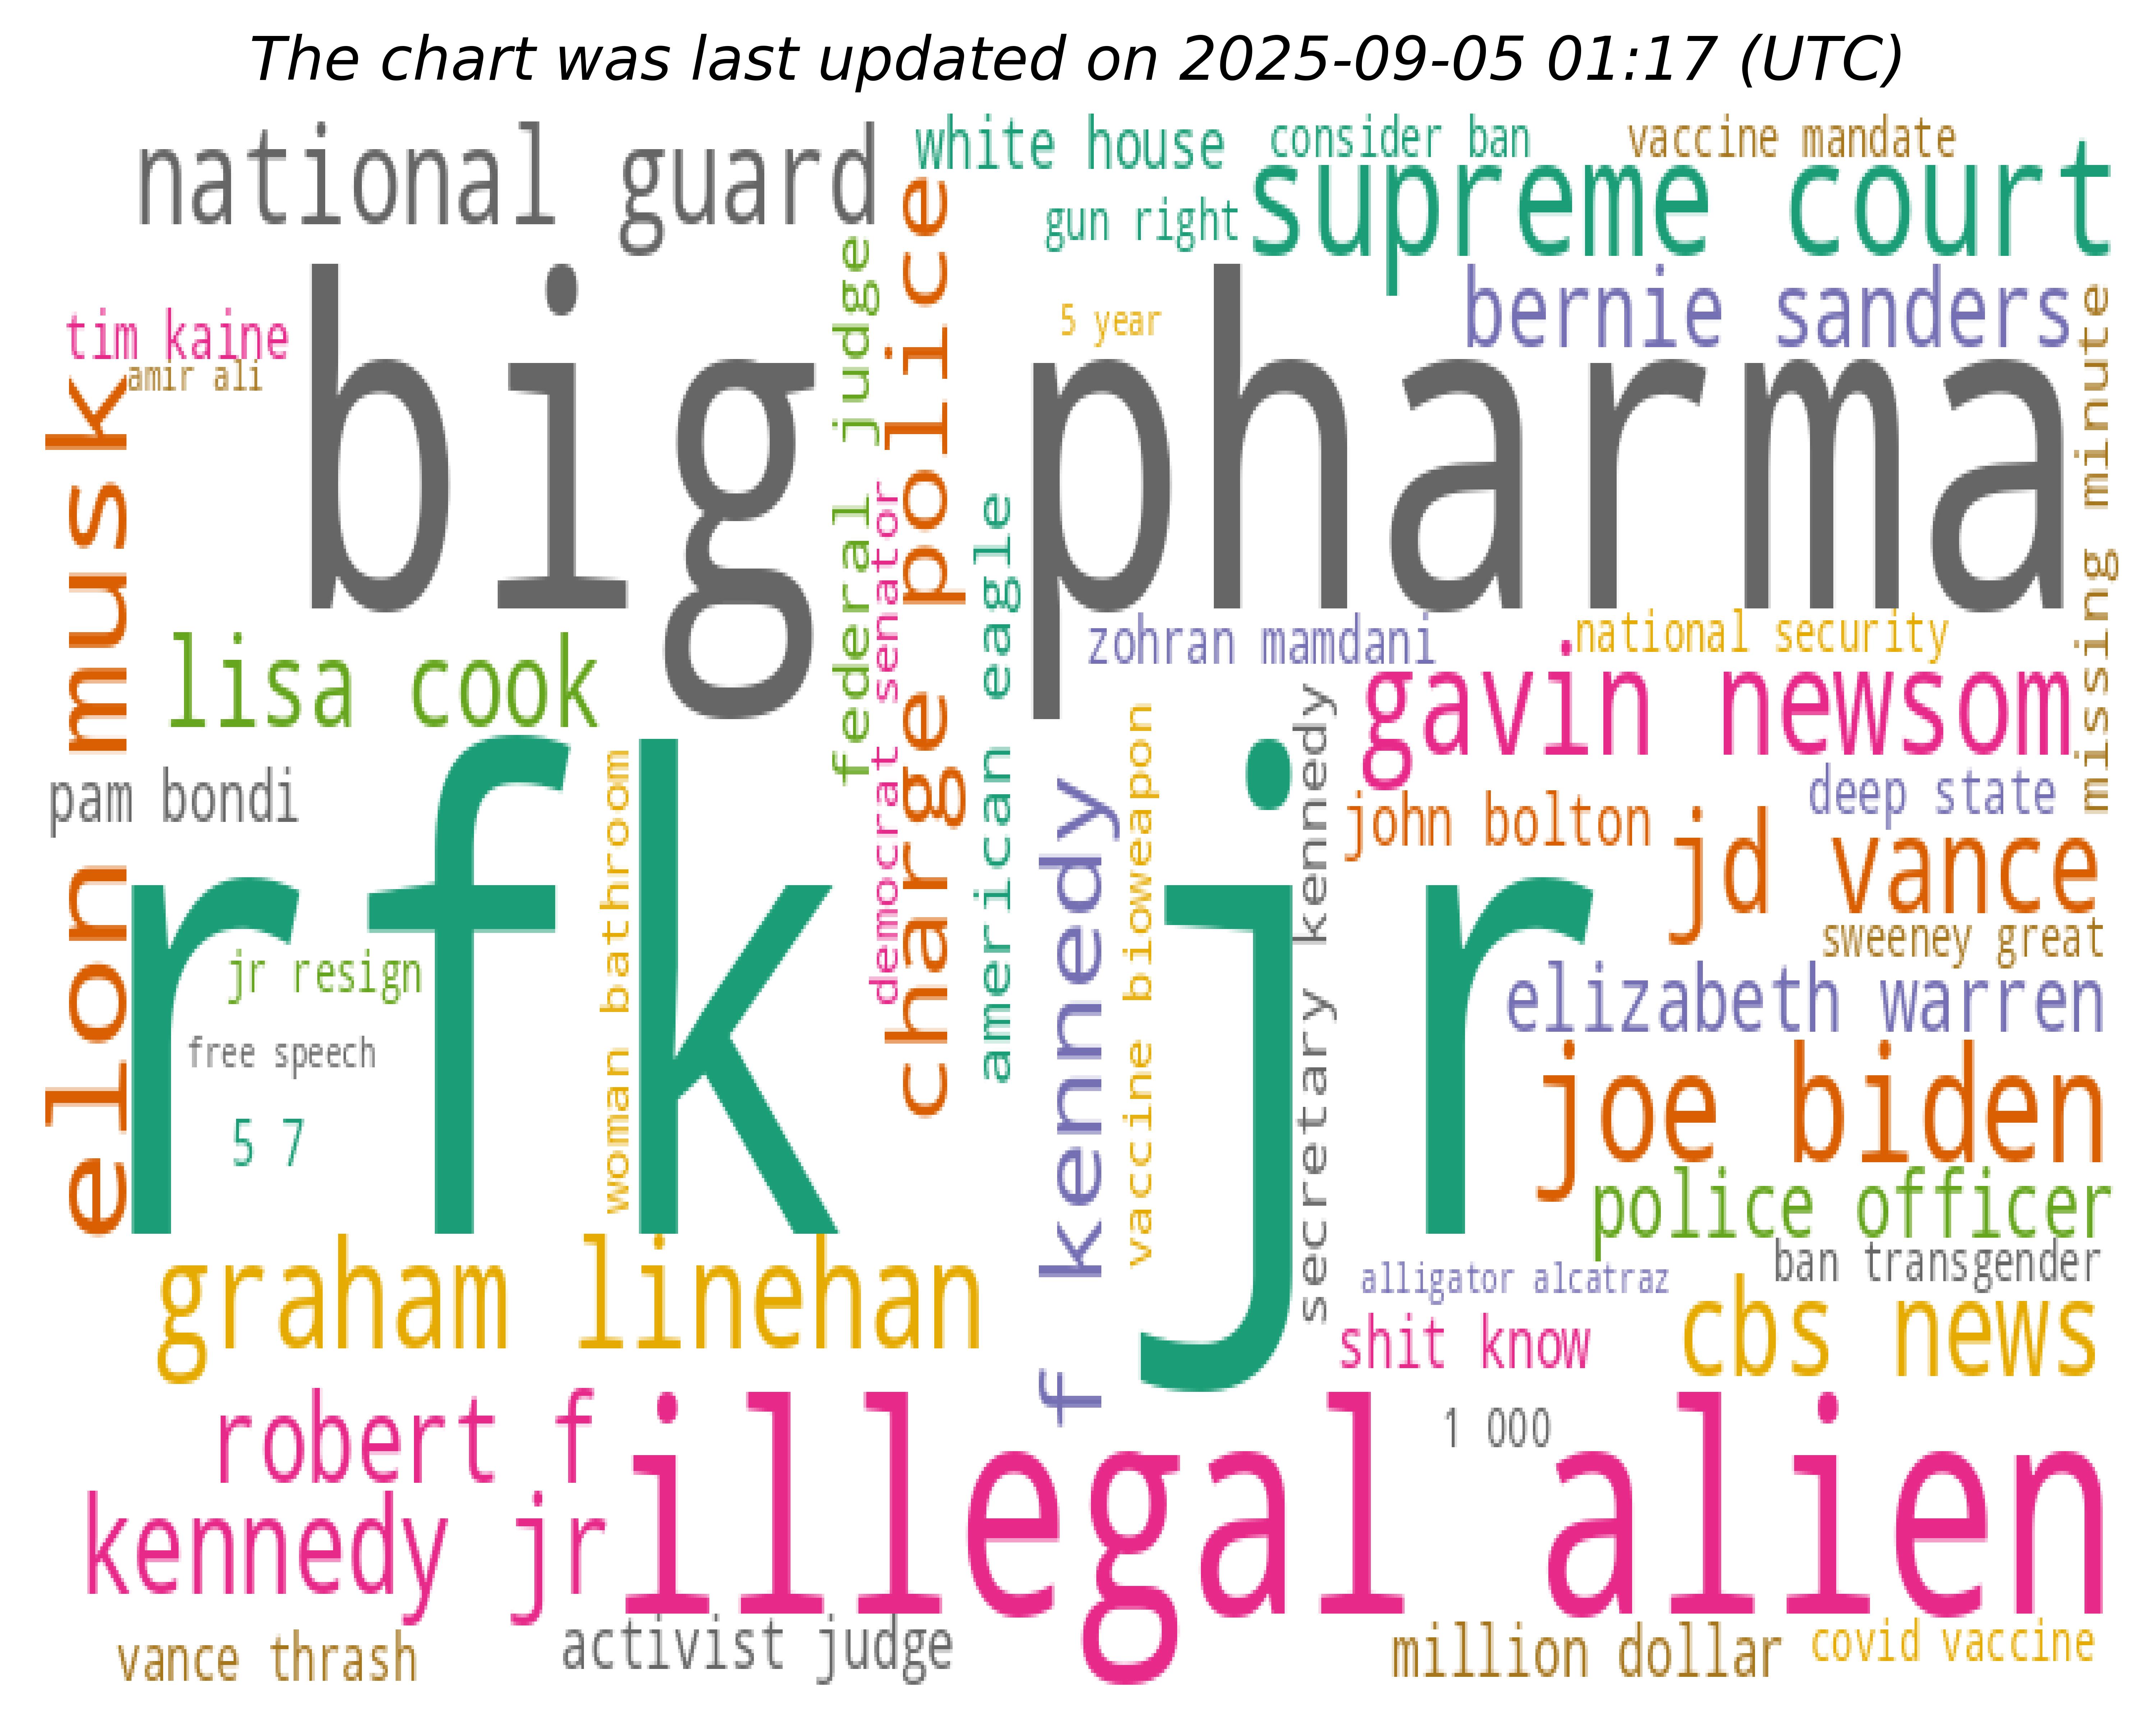 The chart was last updated on 2025-09-05 01:17 (UTC)
national guard
white house
consider ban
vaccine mandate
supreme court
gun right
charge police
federal judge
tim kaine
amir ali
big pharma
5 year
bernie sanders
missing minute
elon musk
democrat senator
american eagle
lisa cook
zohran mamdani
national security
gavin newsom
pam bondi
rfk jr
woman bathroom
f kennedy
vaccine bioweapon
secretary kennedy
john bolton
deep state
jd vance
sweeney great
jr resign
elizabeth warren
free speech
joe biden
5 7
police officer
graham linehan
ban transgender
alligator alcatraz
shit know
cbs news
robert f
illegal alien
1 000
kennedy jr
vance thrash
activist judge
million dollar
covid vaccine